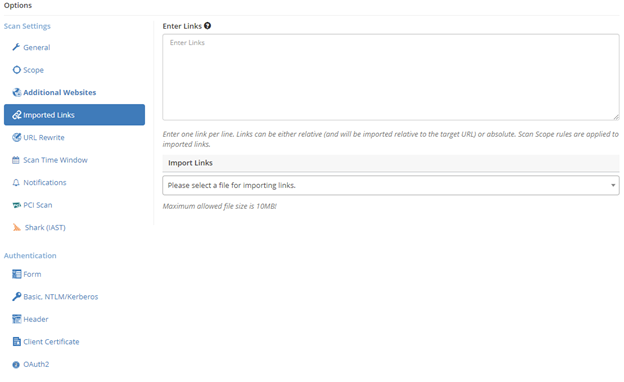 Options
Scan Settings
General
Scope
Additional Websites
Imported Links
URL Rewrite
Scan Time Window
Notifications
PCI Scan
Shark (IAST)
Authentication
Form
Basic, NTLM/Kerberos
Header
Client Certificate
OAuth2
Enter Links
Enter Links
Enter one link per line. Links can be either relative (and will be imported relative to the target URL) or absolute. Scan Scope rules are applied to
imported links.
Import Links
Please select a file for importing links.
Maximum allowed file size is 10MB!